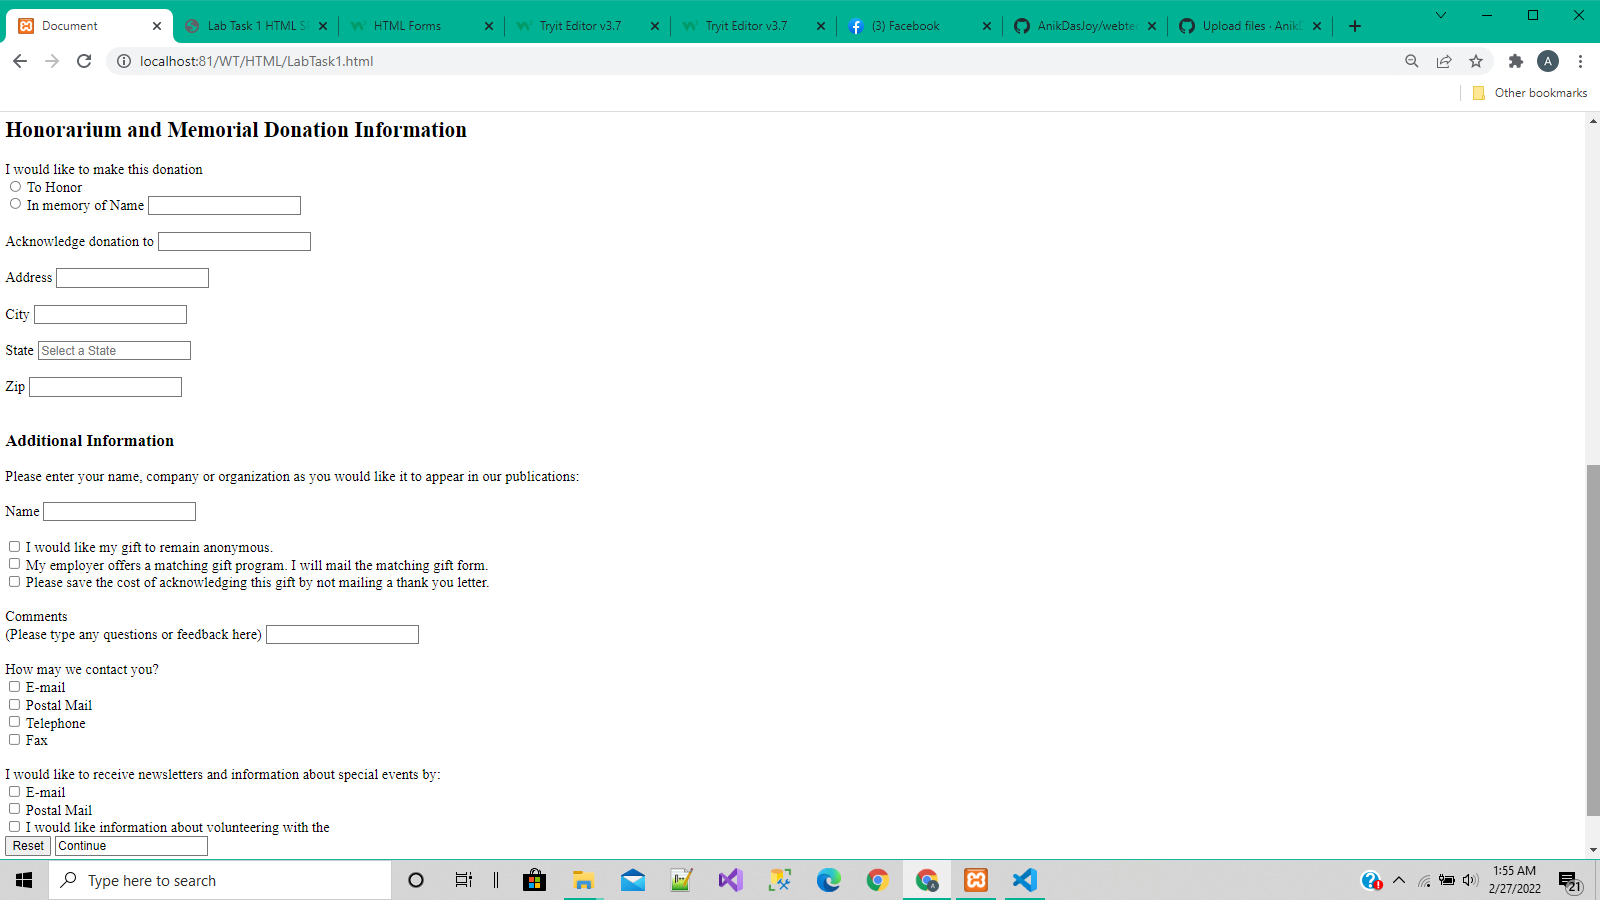 Document
Lab Task 1 HTML S
HTML Forms
Tryit Editor v3.7
Tryit Editor v3.7
(3) Facebook
AnikDasJoy/webtec
Upload files · Anik
localhost:81/WT/HTML/LabTask1.html
A
Other bookmarks
Honorarium and Memorial Donation Information
I would like to make this donation
To Honor
In memory of Name
Acknowledge donation to
Address
City
State Select a State
Zip
Additional Information
Please enter your name, company or organization as you would like it to appear in our publications:
Name
I would like my gift to remain anonymous.
My employer offers a matching gift program. I will mail the matching gift form.
Please save the cost of acknowledging this gift by not mailing a thank you letter.
Comments
(Please type any questions or feedback here)
How may we contact you?
E-mail
Postal Mail
Telephone
Fax
I would like to receive newsletters and information about special events by:
E-mail
Postal Mail
I would like information about volunteering with the
Reset Continue
Type here to search
1:55 AM
2/27/2022
21